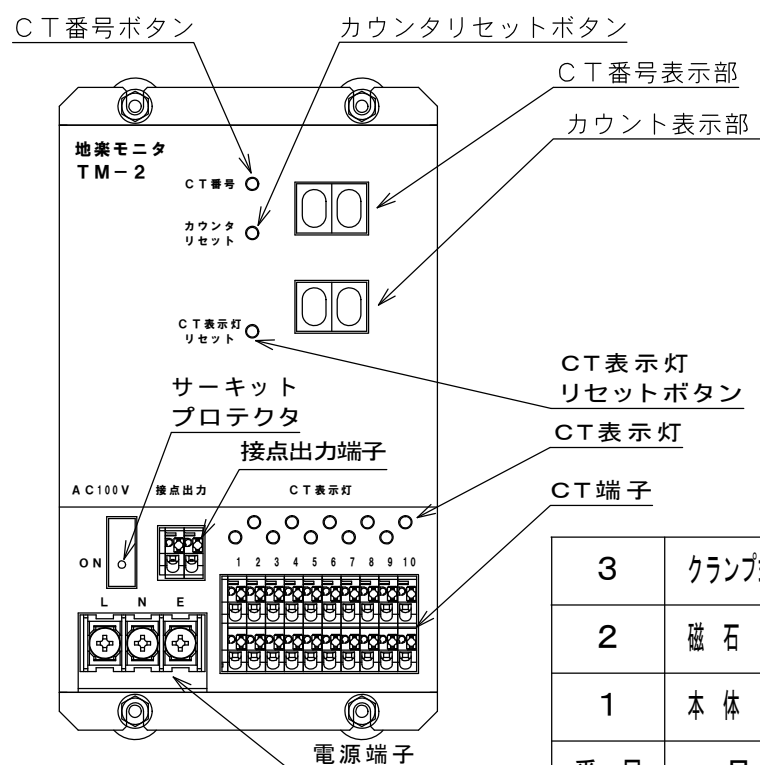 CT番号ボタン
カウンタリセットボタン
CT番号表示部
カウント表示部
地楽モニタ
TM-2
CT番号
カウンタ
リセット
CT表示灯
リセット
CT表示灯
リセットボタン
サーキット
プロテクタ
接点出力端子
CT表示灯
CT端子
AC100V 接点出力 CT表示灯
ON
1 2 3 4 5 6 7 8 9 10
L N E
電源端子
3 クランプ
2 磁石
1 本体